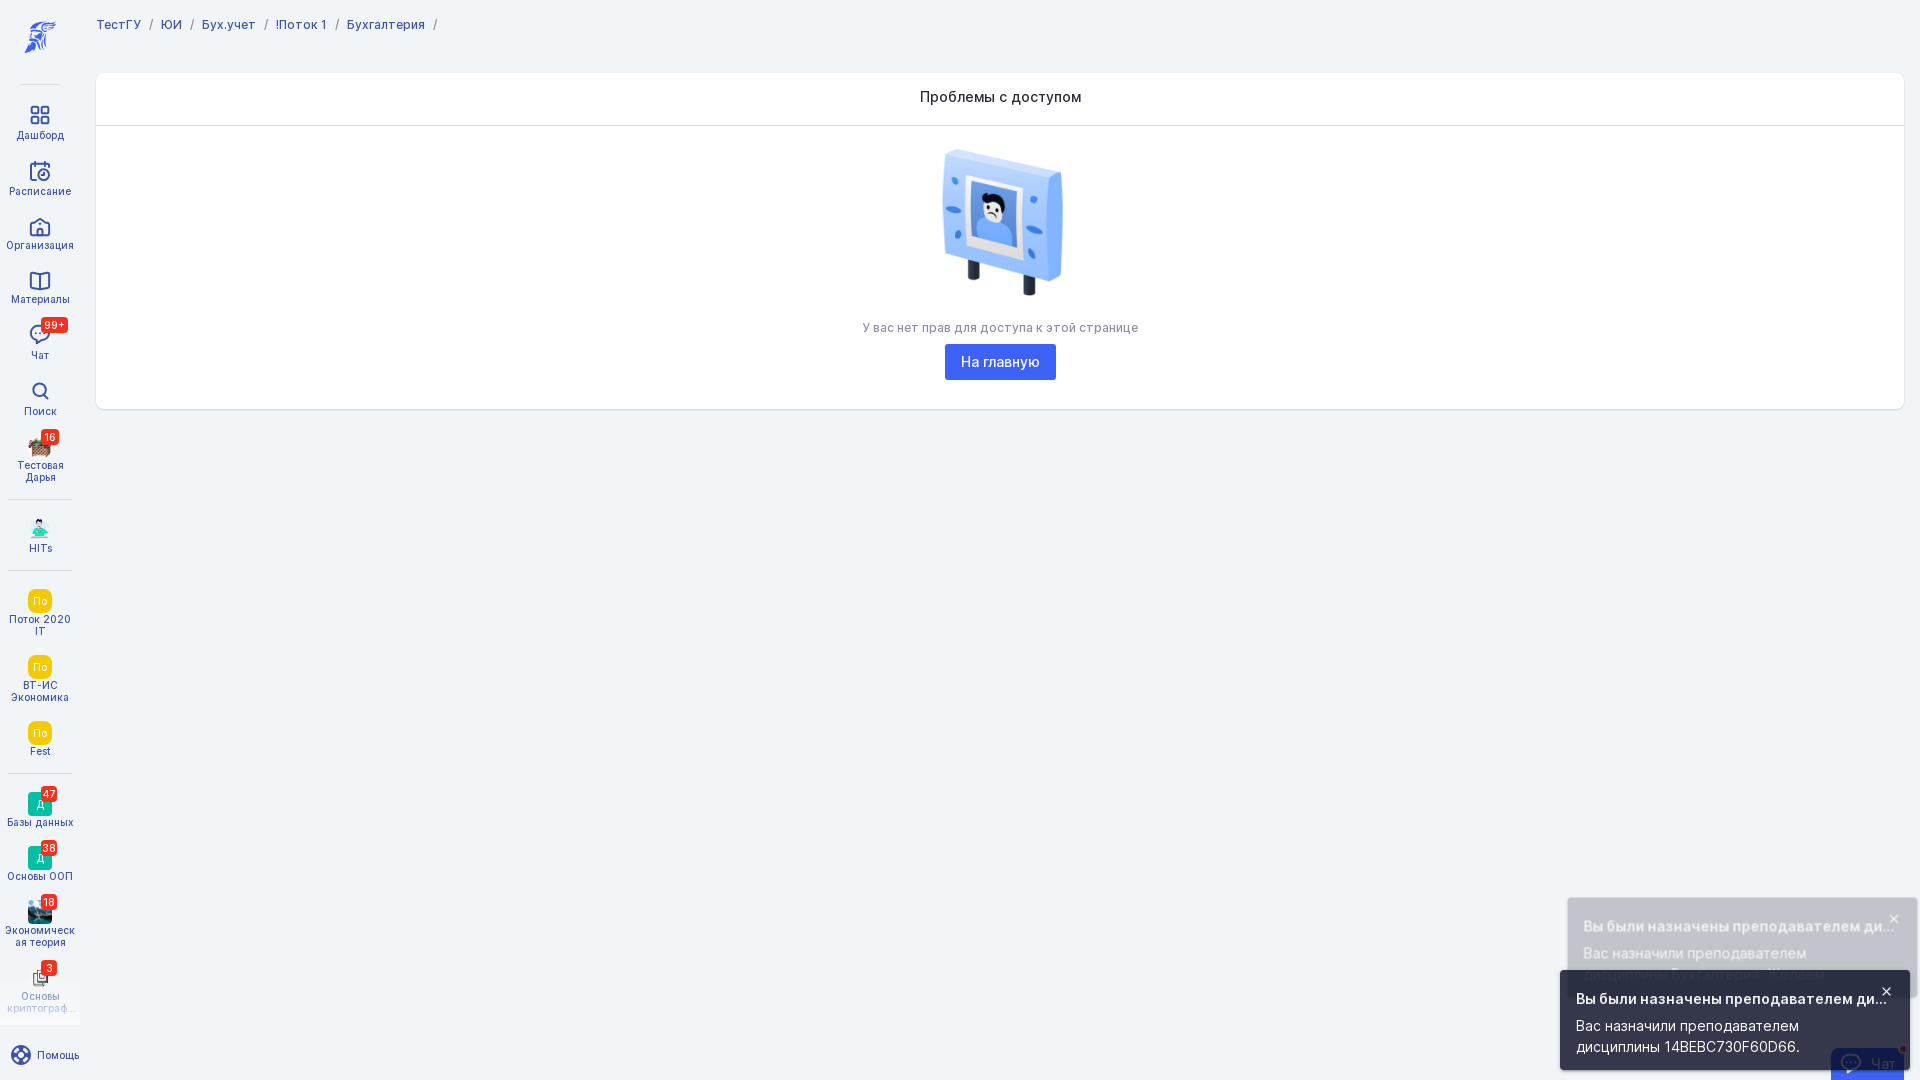 ТестГУ / ЮИ / Бух.учет / !Поток 1 / Бухгалтерия /
Проблемы с доступом
У вас нет прав для доступа к этой странице
На главную
Дашборд
Расписание
Организация
Материалы
99+
Чат
Поиск
16
Тестовая
Дарья
HITs
По
Поток 2020
IT
По
ВТ-ИС
Экономика
По
Fest
47
Д
Базы данных
38
Д
Основы ООП
18
Экономическ
ая теория
3
Основы
криптограф...
Помощь
Вы были назначены преподавателем ди...
Вас назначили преподавателем
Вы были назначены преподавателем ди...
Вас назначили преподавателем
дисциплины 14BEBC730F60D66.
Чат